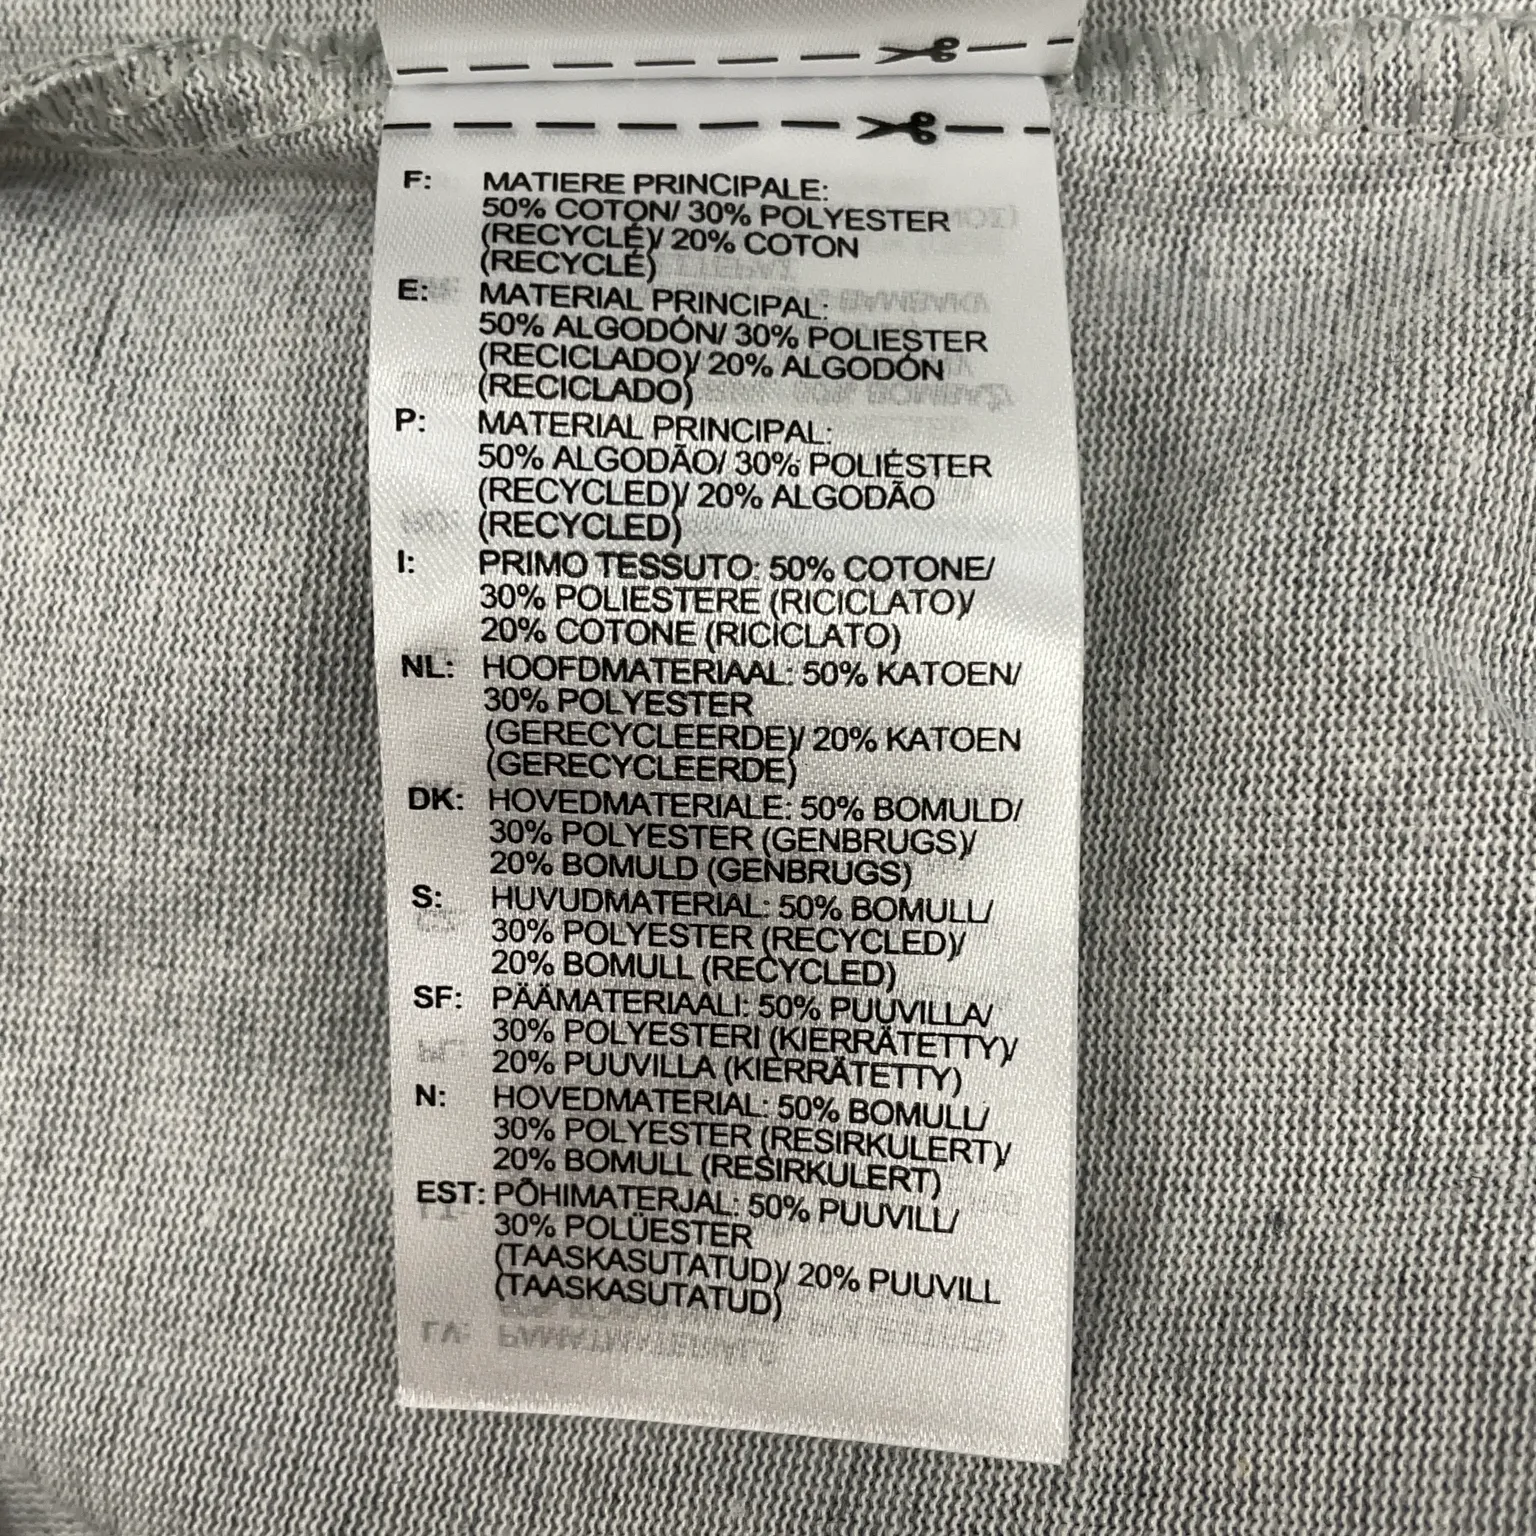 F: MATIERE PRINCIPALE:
50% COTON/ 30% POLYESTER
(RECYCLÉ)/ 20% COTON
(RECYCLÉ)
E: MATERIAL PRINCIPAL:
50% ALGODÓN/ 30% POLIESTER
(RECICLADO)/ 20% ALGODÓN
(RECICLADO)
P: MATERIAL PRINCIPAL:
50% ALGODÃO/ 30% POLIÉSTER
(RECYCLED)/ 20% ALGODÃO
(RECYCLED)
I: PRIMO TESSUTO: 50% COTONE/
30% POLIESTERE (RICICLATO)/
20% COTONE (RICICLATO)
NL: HOOFDMATERIAAL: 50% KATOEN/
30% POLYESTER
(GERECYCLEERDE)/ 20% KATOEN
(GERECYCLEERDE)
DK: HOVEDMATERIALE: 50% BOMULD/
30% POLYESTER (GENBRUGS)/
20% BOMULD (GENBRUGS)
S: HUVUDMATERIAL: 50% BOMULL/
30% POLYESTER (RECYCLED)/
20% BOMULL (RECYCLED)
SF: PÄÄMATERIAALI: 50% PUUVILLA/
30% POLYESTERI (KIERRÄTETTY)/
20% PUUVILLA (KIERRÄTETTY)
N: HOVEDMATERIAL: 50% BOMULL/
30% POLYESTER (RESIRKULERT)/
20% BOMULL (RESIRKULERT)
EST: PÕHIMATERJAL: 50% PUUVILL/
30% POLÜESTER
(TAASKASUTATUD)/ 20% PUUVILL
(TAASKASUTATUD)